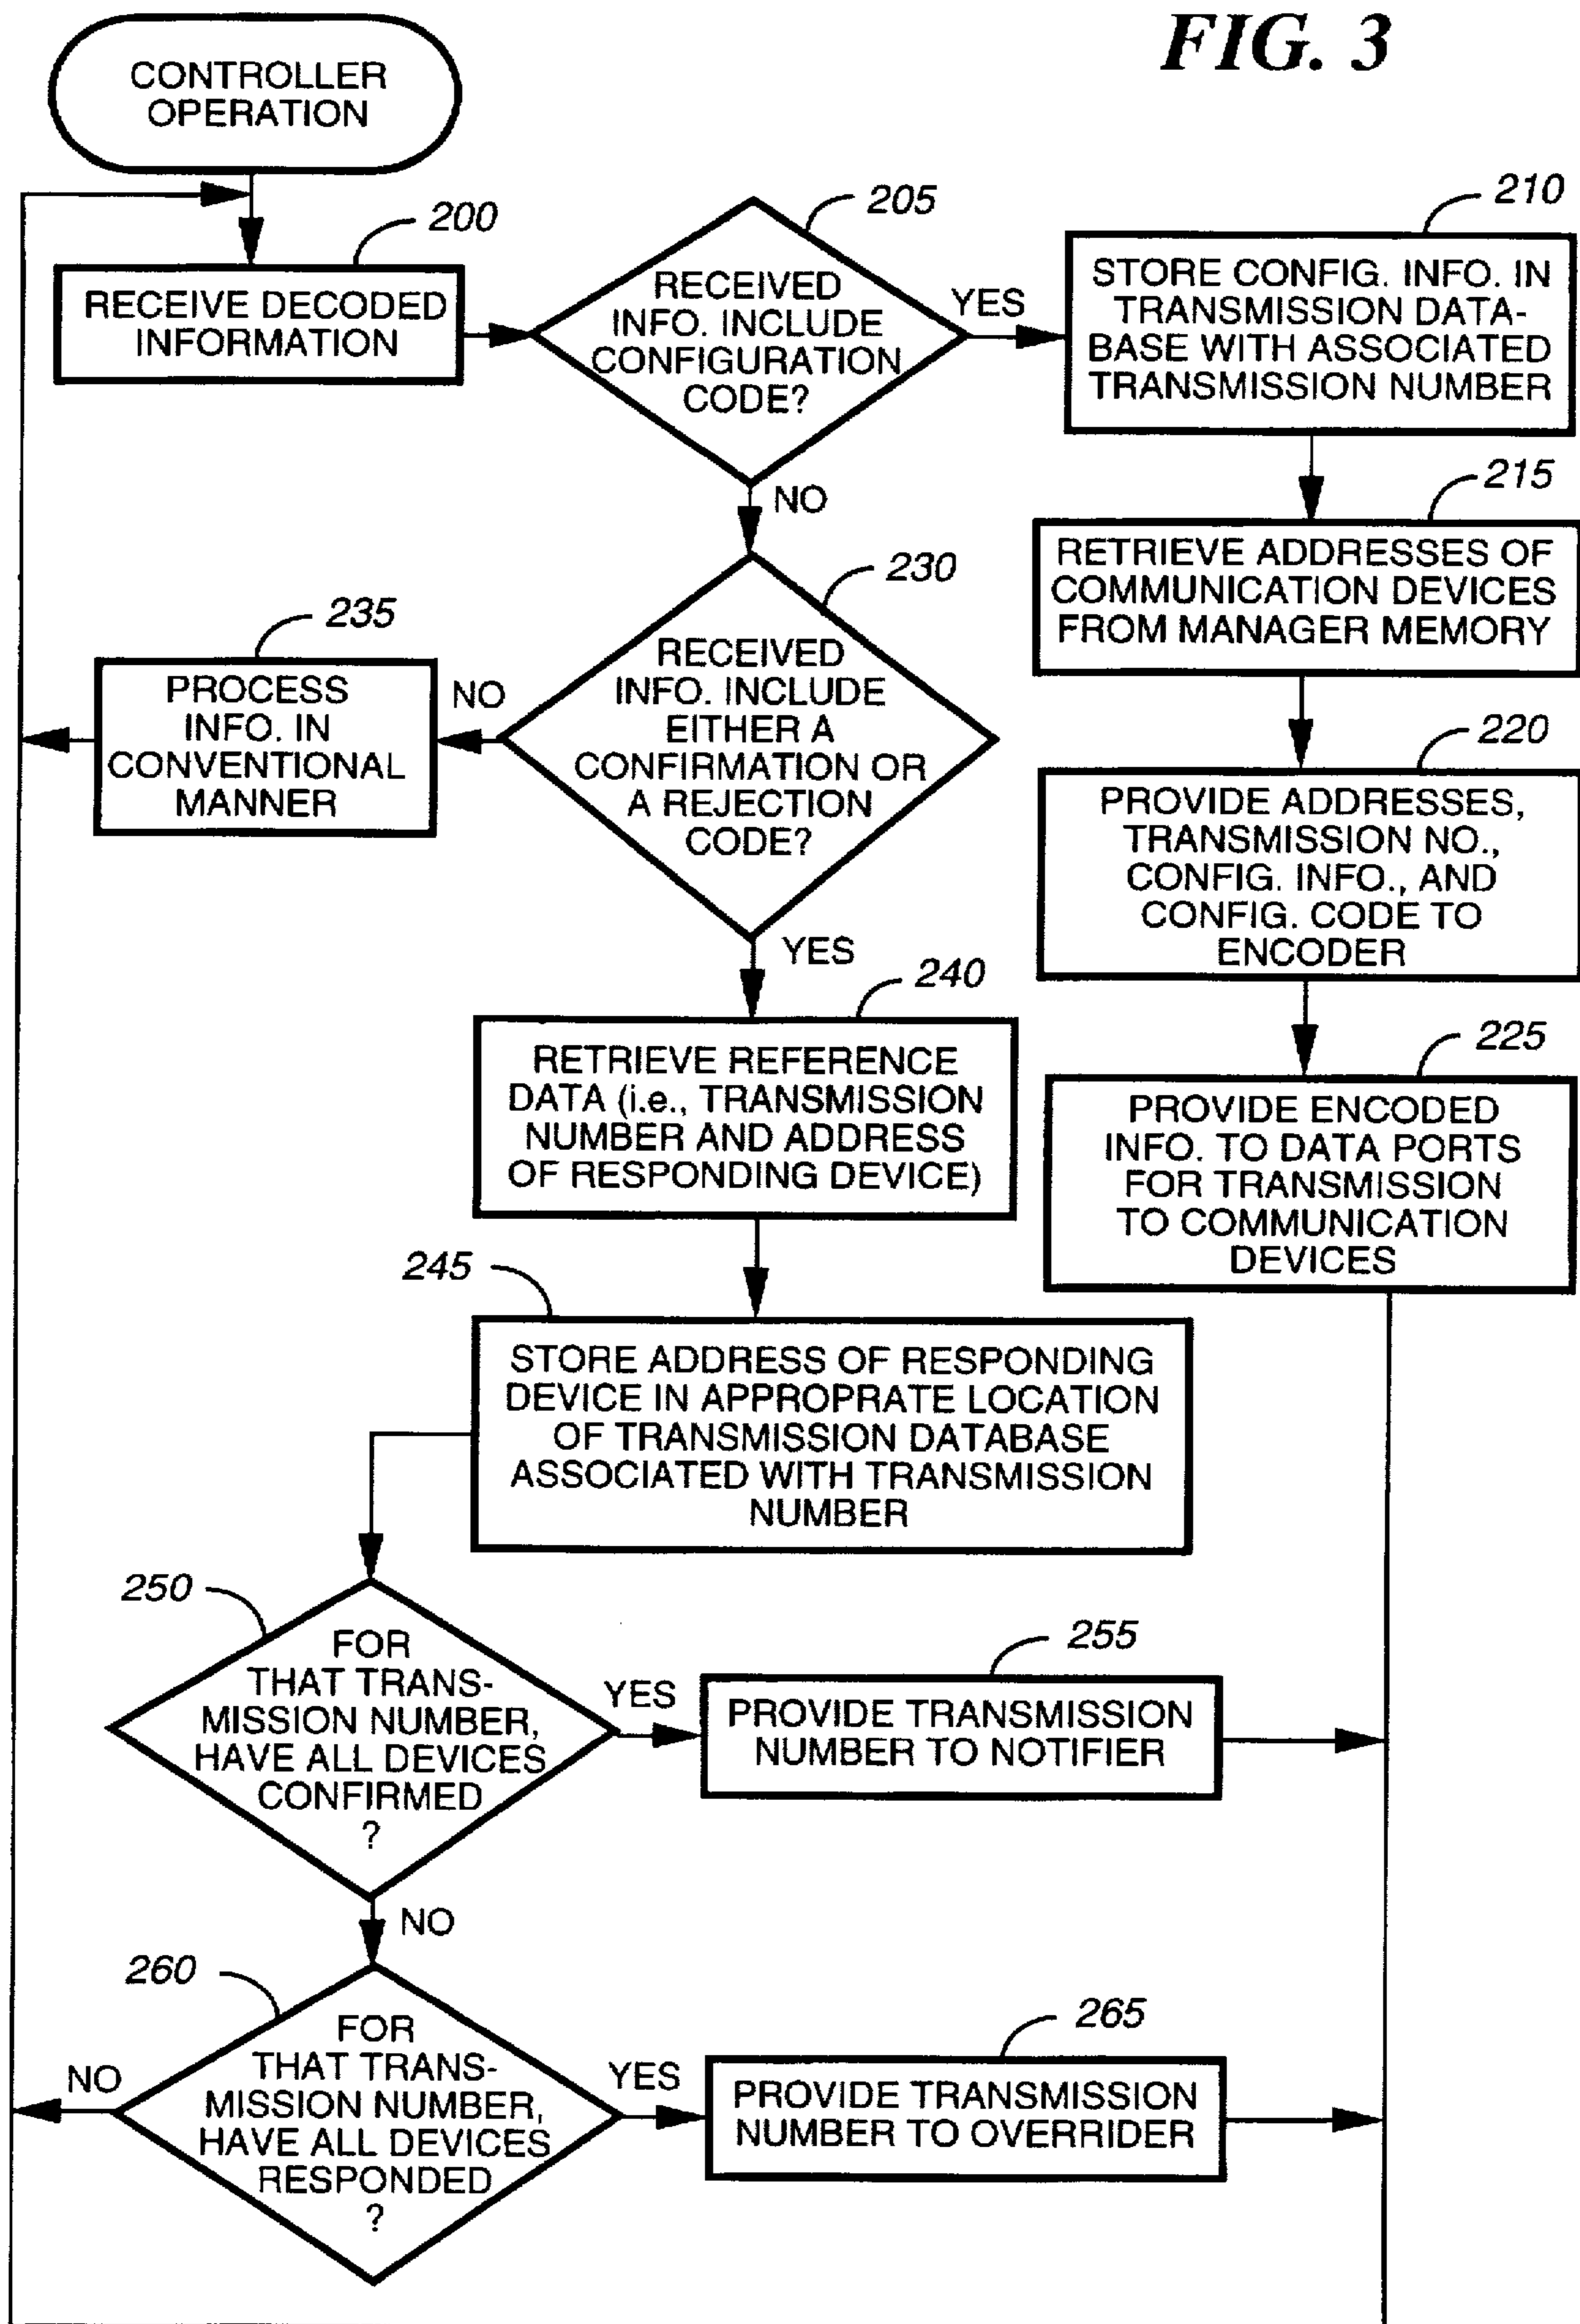 FIG. 3
CONTROLLER
OPERATION
200
RECEIVE DECODED
INFORMATION
205
RECEIVED
INFO. INCLUDE
CONFIGURATION
CODE?
YES
NO
210
STORE CONFIG. INFO. IN
TRANSMISSION DATA-
BASE WITH ASSOCIATED
TRANSMISSION NUMBER
215
RETRIEVE ADDRESSES OF
COMMUNICATION DEVICES
FROM MANAGER MEMORY
220
PROVIDE ADDRESSES,
TRANSMISSION NO.,
CONFIG. INFO., AND
CONFIG. CODE TO
ENCODER
225
PROVIDE ENCODED
INFO. TO DATA PORTS
FOR TRANSMISSION
TO COMMUNICATION
DEVICES
230
RECEIVED
INFO. INCLUDE
EITHER A
CONFIRMATION OR
A REJECTION
CODE?
NO
YES
235
PROCESS
INFO. IN
CONVENTIONAL
MANNER
240
RETRIEVE REFERENCE
DATA (i.e., TRANSMISSION
NUMBER AND ADDRESS
OF RESPONDING DEVICE)
245
STORE ADDRESS OF RESPONDING
DEVICE IN APPROPRATE LOCATION
OF TRANSMISSION DATABASE
ASSOCIATED WITH TRANSMISSION
NUMBER
250
FOR
THAT TRANS-
MISSION NUMBER,
HAVE ALL DEVICES
CONFIRMED
?
YES
NO
255
PROVIDE TRANSMISSION
NUMBER TO NOTIFIER
260
FOR
THAT TRANS-
MISSION NUMBER,
HAVE ALL DEVICES
RESPONDED
?
NO
YES
265
PROVIDE TRANSMISSION
NUMBER TO OVERRIDER